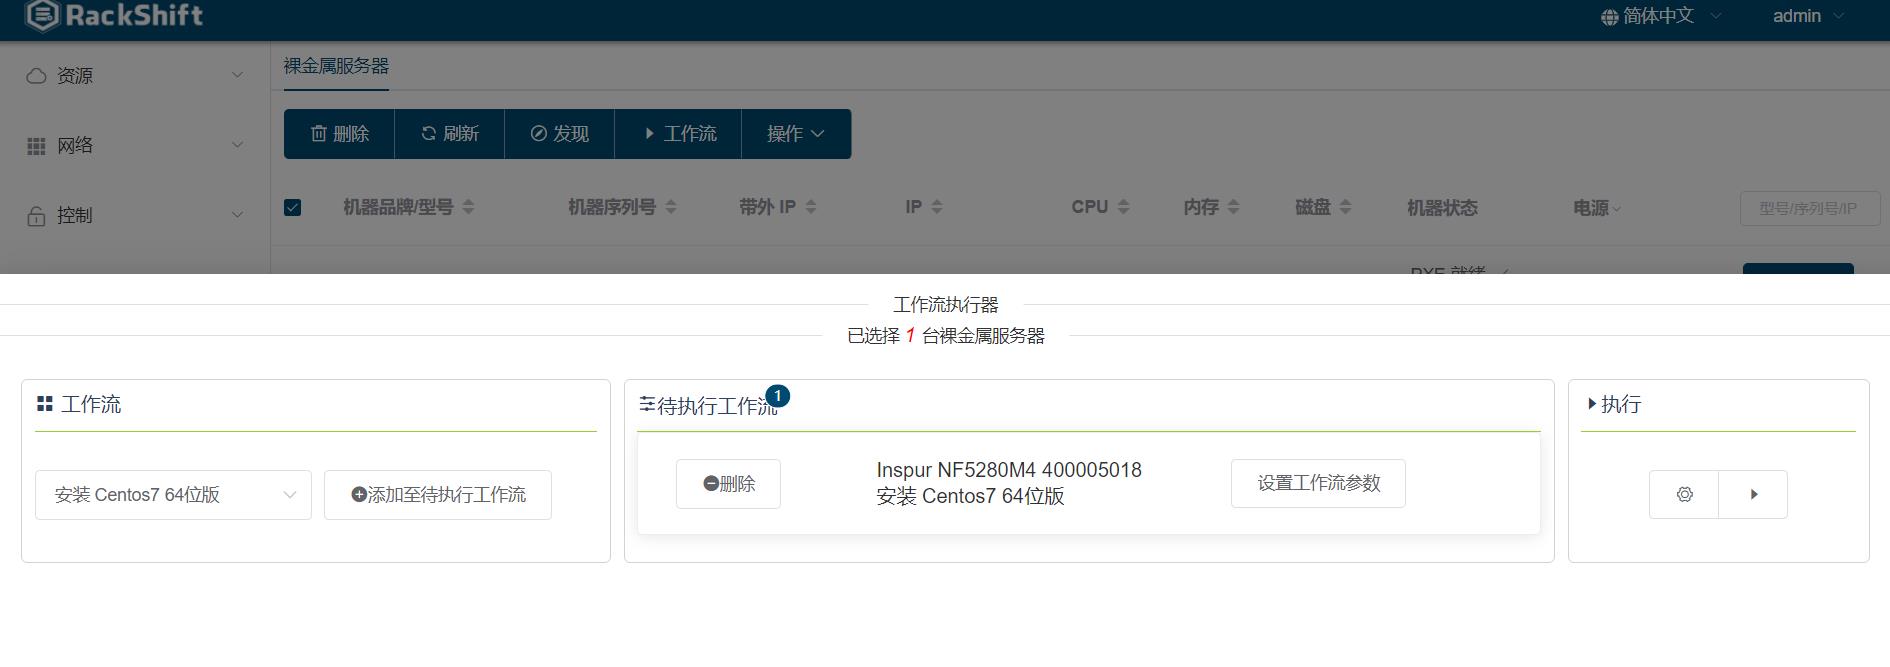 RackShift
简体中文
admin
资源
网络
控制
裸金属服务器
删除
刷新
发现
工作流
操作
机器品牌/型号
机器序列号
带外 IP
IP
CPU
内存
磁盘
机器状态
电源
型号/序列号/IP
PXE 就绪
工作流执行器
已选择 1 台裸金属服务器
工作流
安装 Centos7 64位版
添加至待执行工作流
待执行工作流
1
删除
Inspur NF5280M4 400005018
安装 Centos7 64位版
设置工作流参数
执行